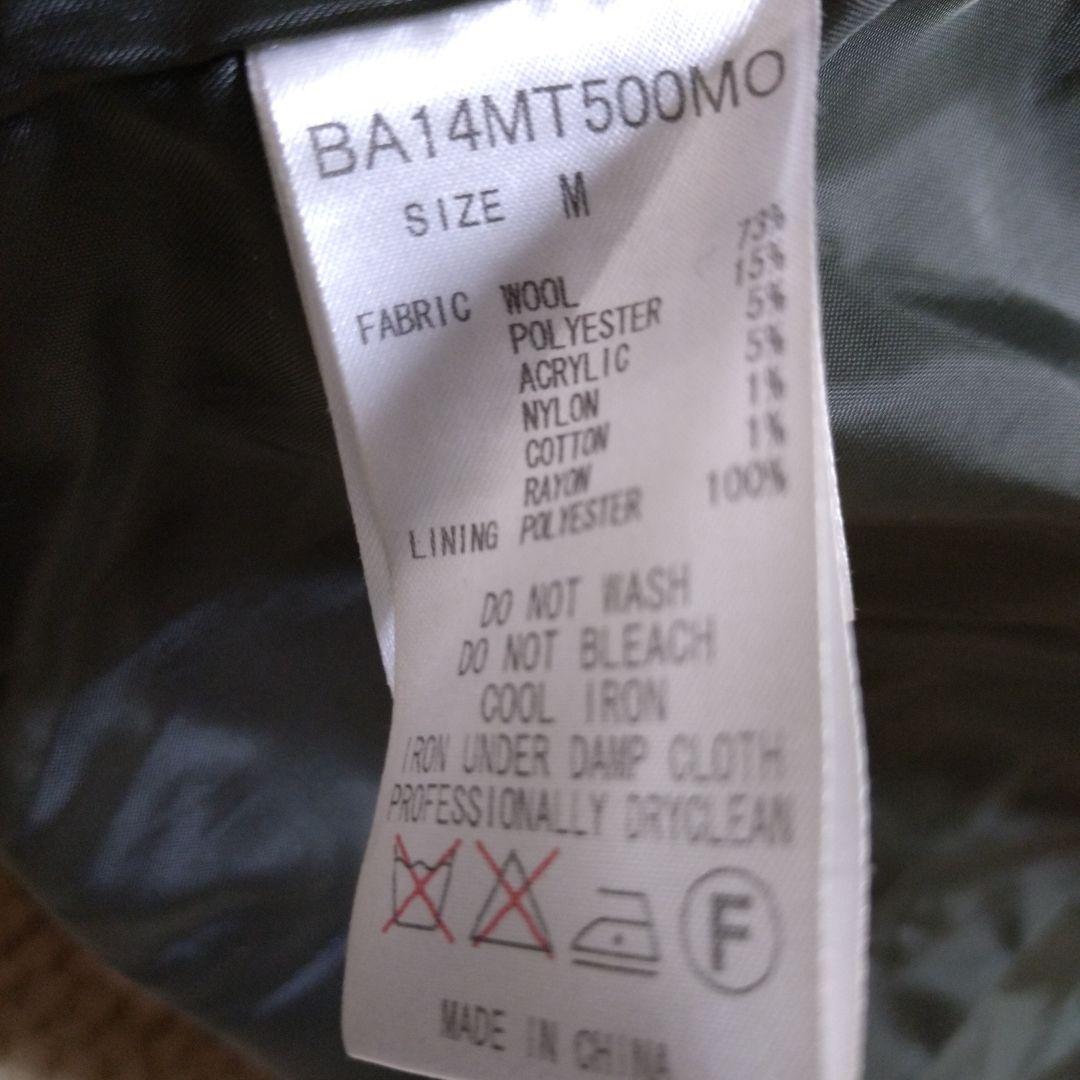 BA14MT500MO
SIZE M
FABRIC WOOL 73%
POLYESTER 15%
ACRYLIC 5%
NYLON 5%
COTTON 1%
RAYON 1%
LINING POLYESTER 100%
DO NOT WASH
DO NOT BLEACH
COOL IRON
IRON UNDER DAMP CLOTH
PROFESSIONALLY DRYCLEAN
F
MADE IN CHINA